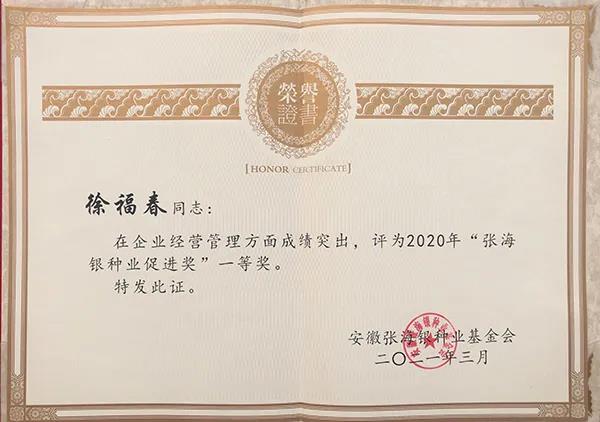 榮譽
證書
[HONOR CERTIFICATE]
徐福春同志：
在企业经营管理方面成绩突出，评为2020年“张海
银种业促进奖”一等奖。
特发此证。
安徽张海银种业基金会
二〇二一年三月